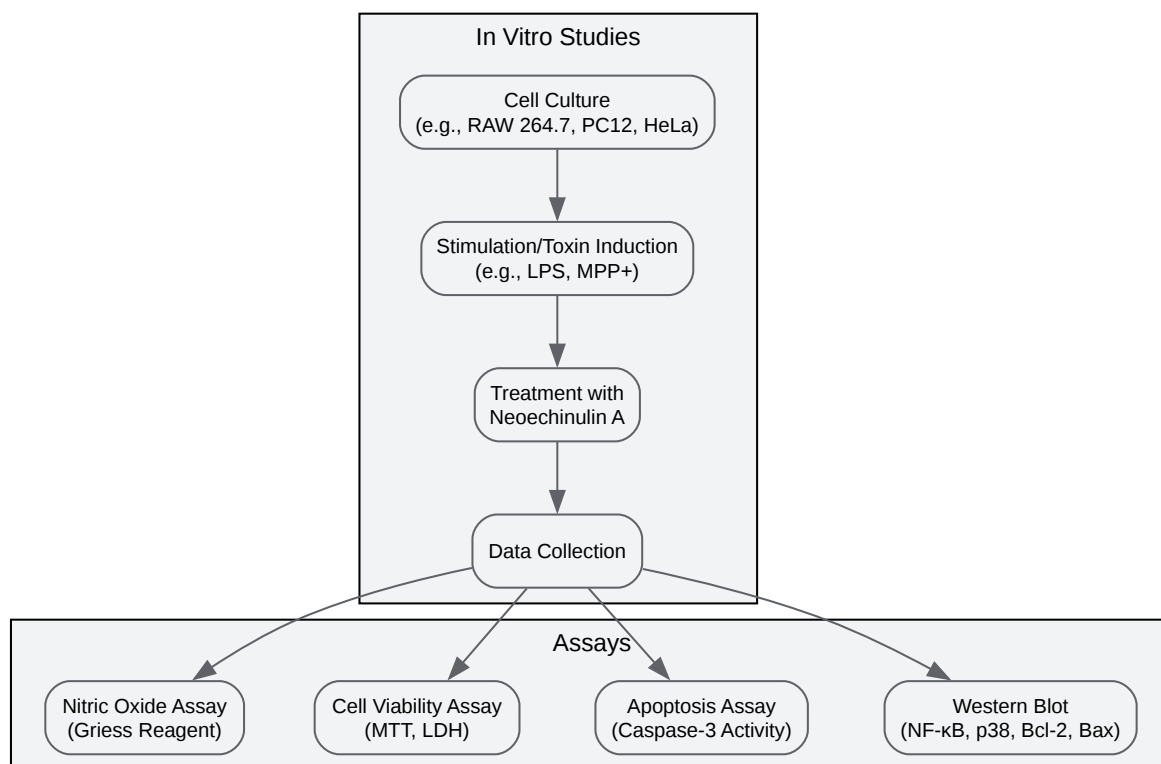 In Vitro Studies
Cell Culture
(e.g., RAW 264.7, PC12, HeLa)
Stimulation/Toxin Induction
(e.g., LPS, MPP+)
Treatment with
Neoechinulin A
Data Collection
Assays
Nitric Oxide Assay
(Griess Reagent)
Cell Viability Assay
(MTT, LDH)
Apoptosis Assay
(Caspase-3 Activity)
Western Blot
(NF-κB, p38, Bcl-2, Bax)